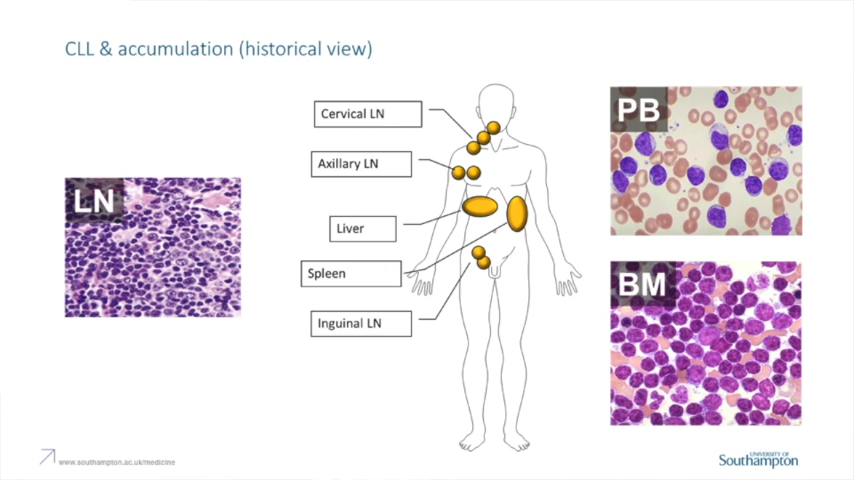 CLL & accumulation (historical view)
LN
Cervical LN
Axillary LN
Liver
Spleen
Inguinal LN
PB
BM
www.southampton.ac.uk/medicine
UNIVERSITY OF
Southampton